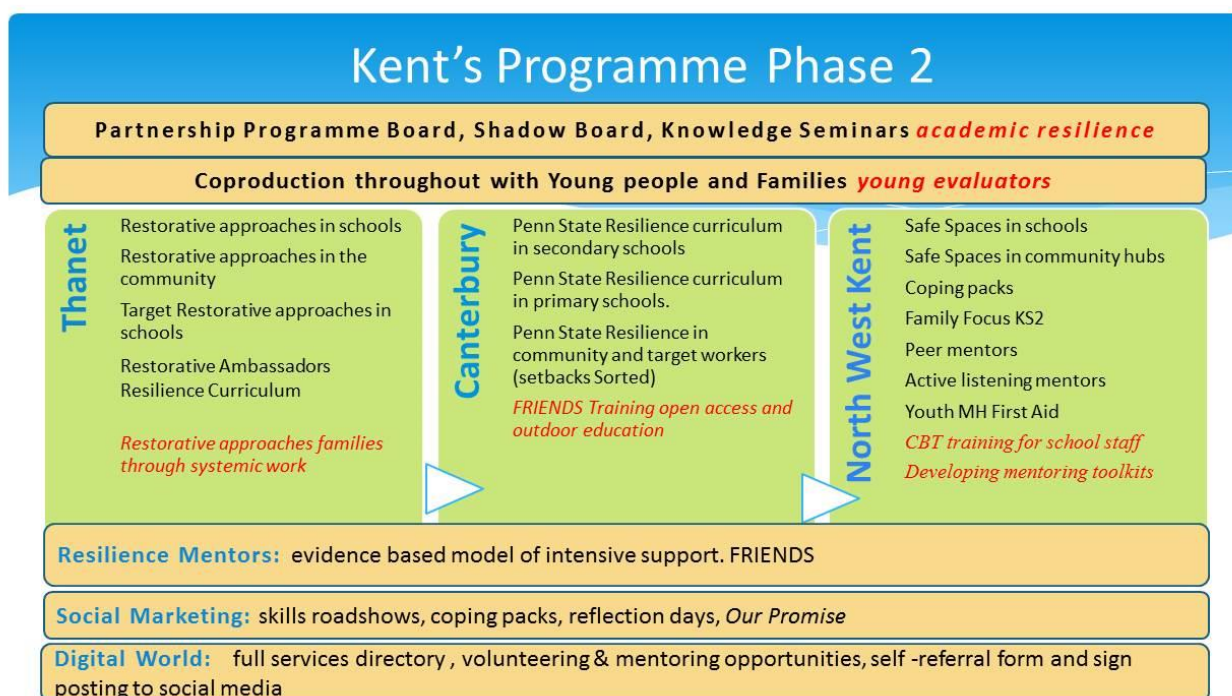 Kent's Programme Phase 2
Partnership Programme Board, Shadow Board, Knowledge Seminars academic resilience
Coproduction throughout with Young people and Families young evaluators
Thanet
Restorative approaches in schools
Restorative approaches in the
community
Target Restorative approaches in
schools
Restorative Ambassadors
Resilience Curriculum
Restorative approaches families
through systemic work
Canterbury
Penn State Resilience curriculum
in secondary schools
Penn State Resilience curriculum
in primary schools.
Penn State Resilience in
community and target workers
(setbacks Sorted)
FRIENDS Training open access and
outdoor education
North West Kent
Safe Spaces in schools
Safe Spaces in community hubs
Coping packs
Family Focus KS2
Peer mentors
Active listening mentors
Youth MH First Aid
CBT training for school staff
Developing mentoring toolkits
Resilience Mentors: evidence based model of intensive support. FRIENDS
Social Marketing: skills roadshows, coping packs, reflection days, Our Promise
Digital World: full services directory , volunteering & mentoring opportunities, self -referral form and sign
posting to social media